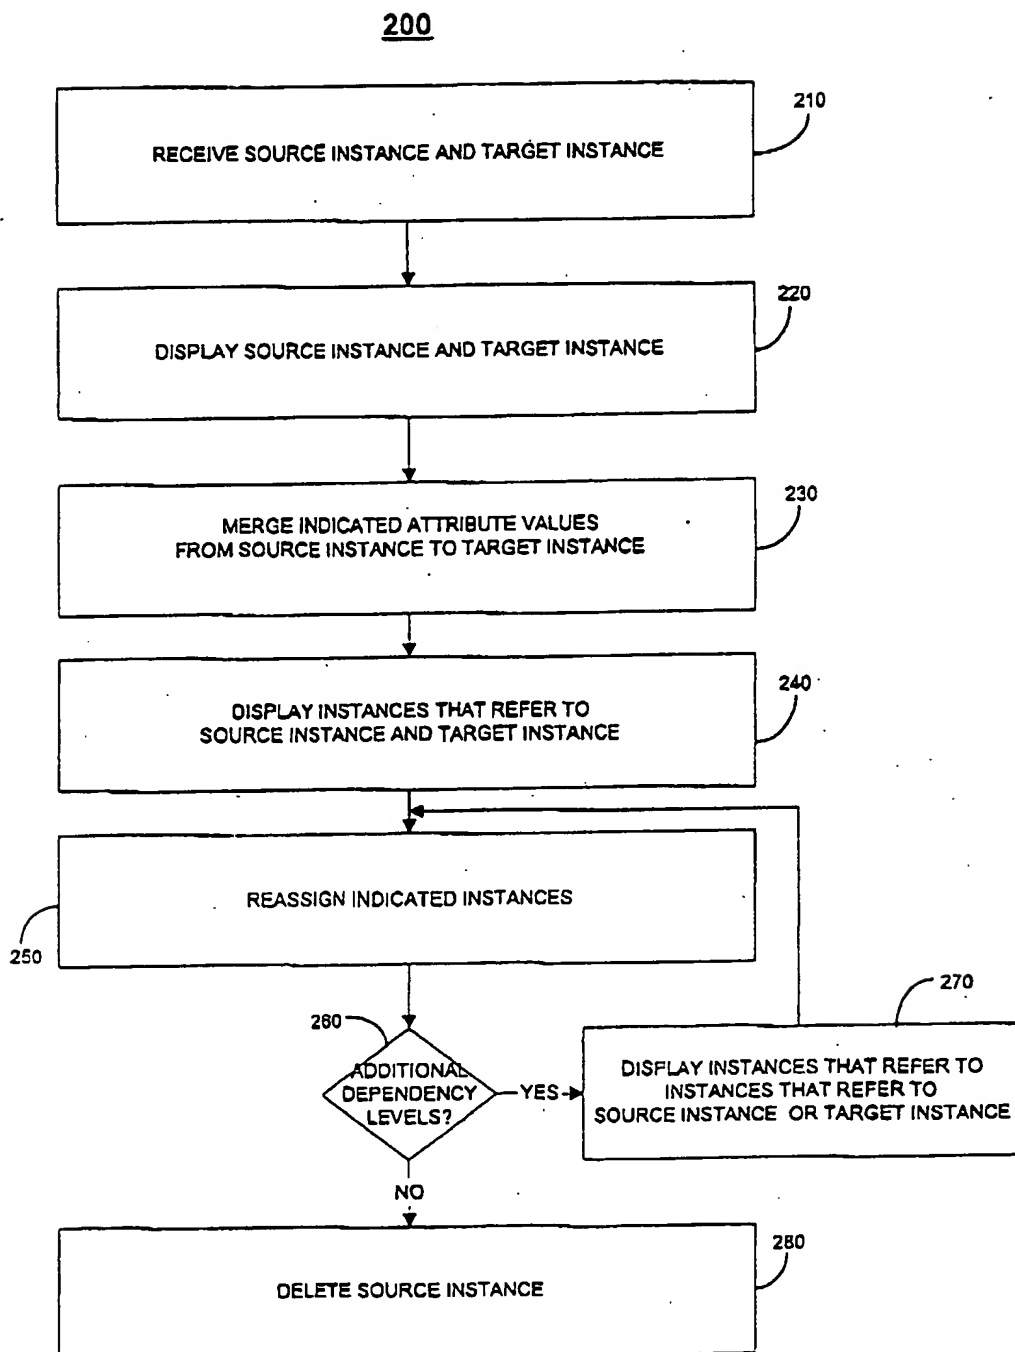 200
210
RECEIVE SOURCE INSTANCE AND TARGET INSTANCE
220
DISPLAY SOURCE INSTANCE AND TARGET INSTANCE
230
MERGE INDICATED ATTRIBUTE VALUES
FROM SOURCE INSTANCE TO TARGET INSTANCE
240
DISPLAY INSTANCES THAT REFER TO
SOURCE INSTANCE AND TARGET INSTANCE
REASSIGN INDICATED INSTANCES
250
260
ADDITIONAL
DEPENDENCY
LEVELS?
YES
270
DISPLAY INSTANCES THAT REFER TO
INSTANCES THAT REFER TO
SOURCE INSTANCE OR TARGET INSTANCE
NO
280
DELETE SOURCE INSTANCE